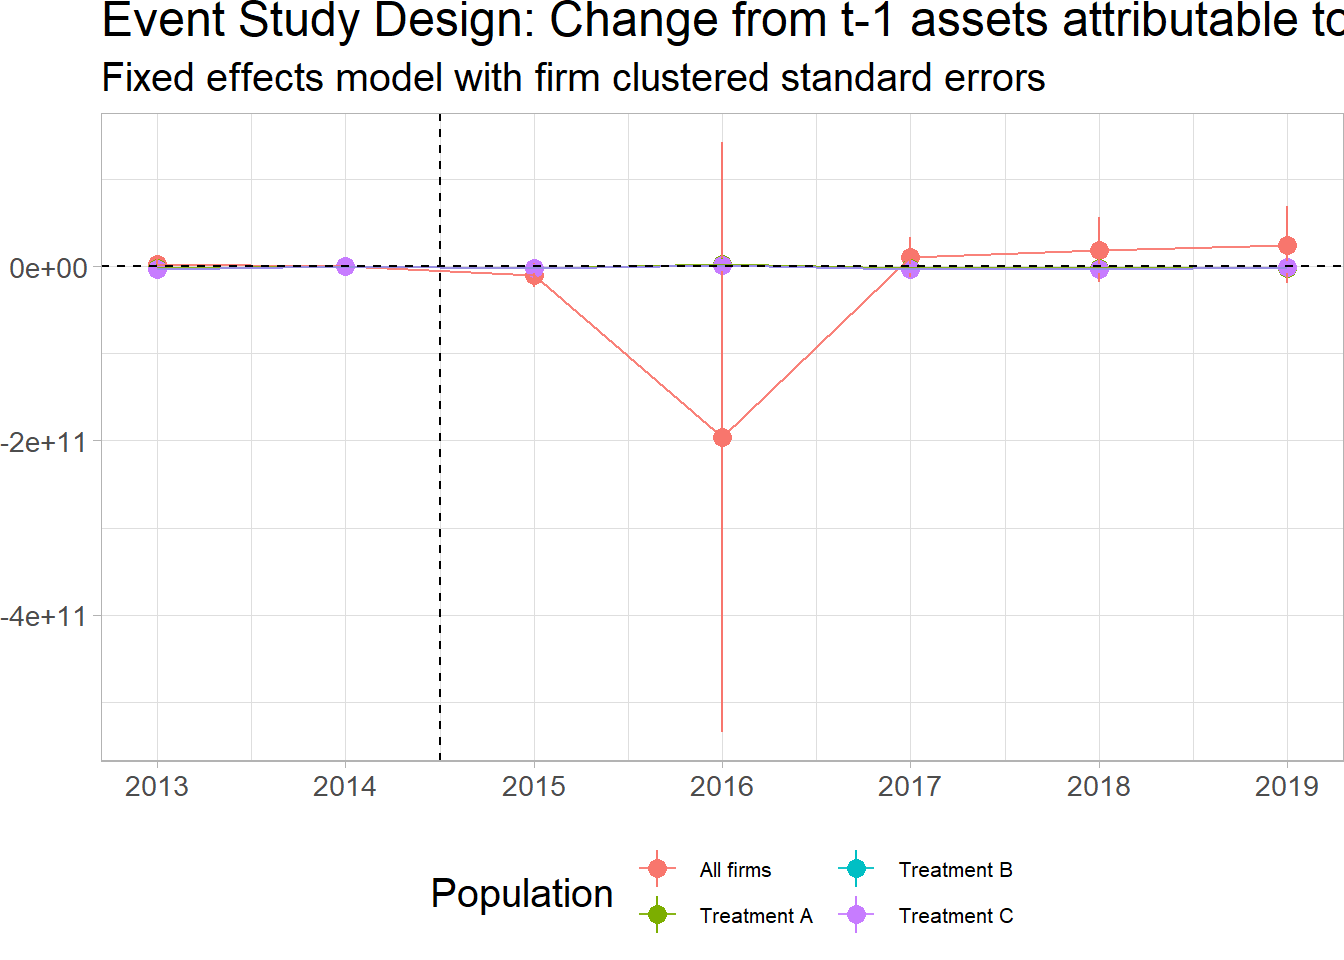 Event Study Design: Change from t-1 assets attributable to
Fixed effects model with firm clustered standard errors
0e+00
-2e+11
-4e+11
2013 2014 2015 2016 2017 2018 2019
Population
All firms
Treatment A
Treatment B
Treatment C